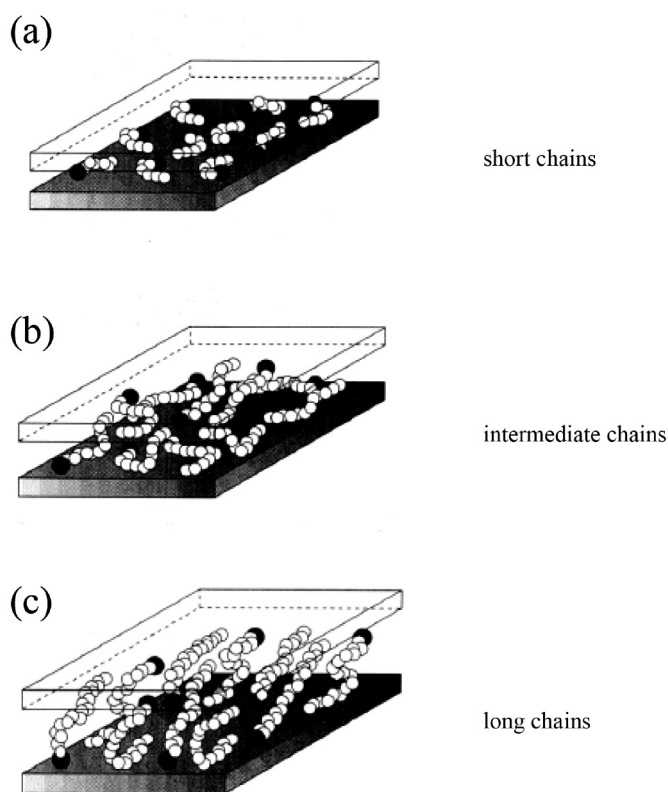 (a)
short chains
(b)
intermediate chains
(c)
long chains